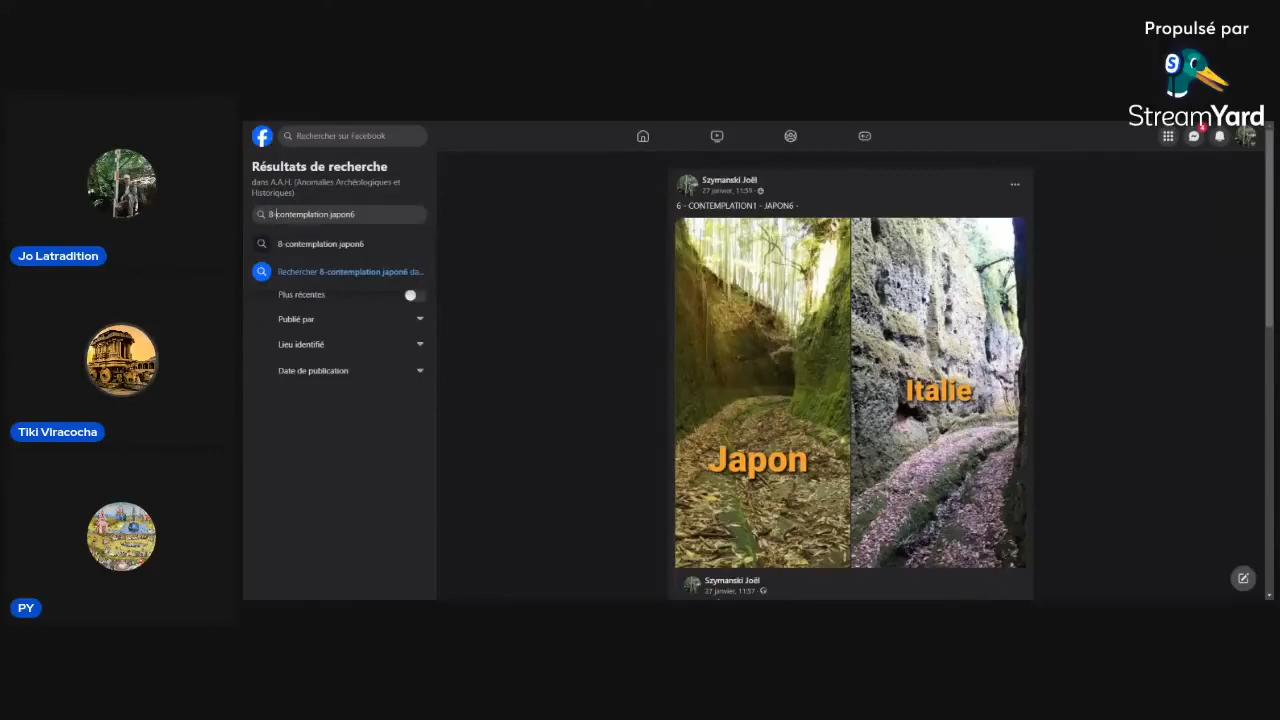 Propulsé par
StreamYard
Jo Latradition
Tiki Viracocha
PY
Rechercher sur Facebook
4
Résultats de recherche
dans A.A.H. (Anomalies Archéologiques et
Historiques)
8-contemplation japon6
8-contemplation japon6
Rechercher 8-contemplation japon6 da...
Plus récentes
Publié par
Lieu identifié
Date de publication
Szymanski Joël
27 janvier, 11:59
6 - CONTEMPLATION1 - JAPON6 -
Japon
Italie
Szymanski Joël
27 janvier, 11:57